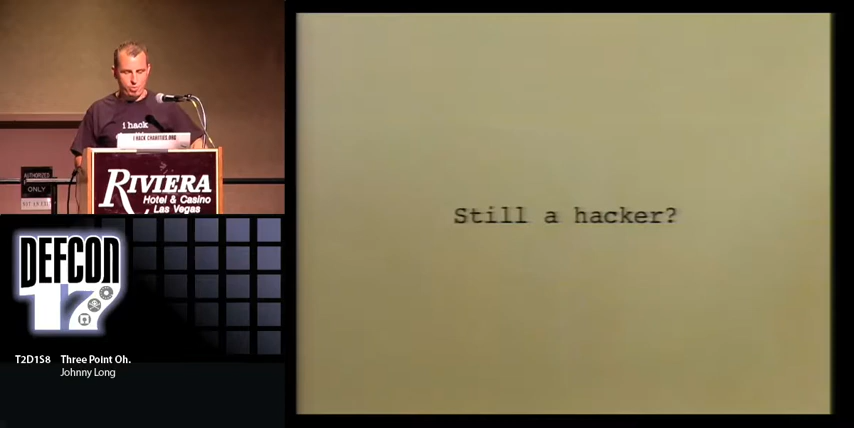 i hack
I HACK CHARITIES.ORG
RIVIERA
Hotel & Casino
Las Vegas
AUTHORIZED
ONLY
DEFCON
17
T2D1S8 Three Point Oh.
Johnny Long
Still a hacker?